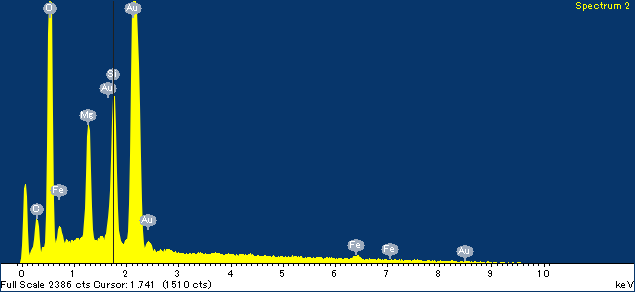 Spectrum 2
O
Au
Si
Au
Mg
Fe
Au
Fe
Fe
Au
0 1 2 3 4 5 6 7 8 9 10
Full Scale 2386 cts Cursor: 1.741 (1510 cts)
keV